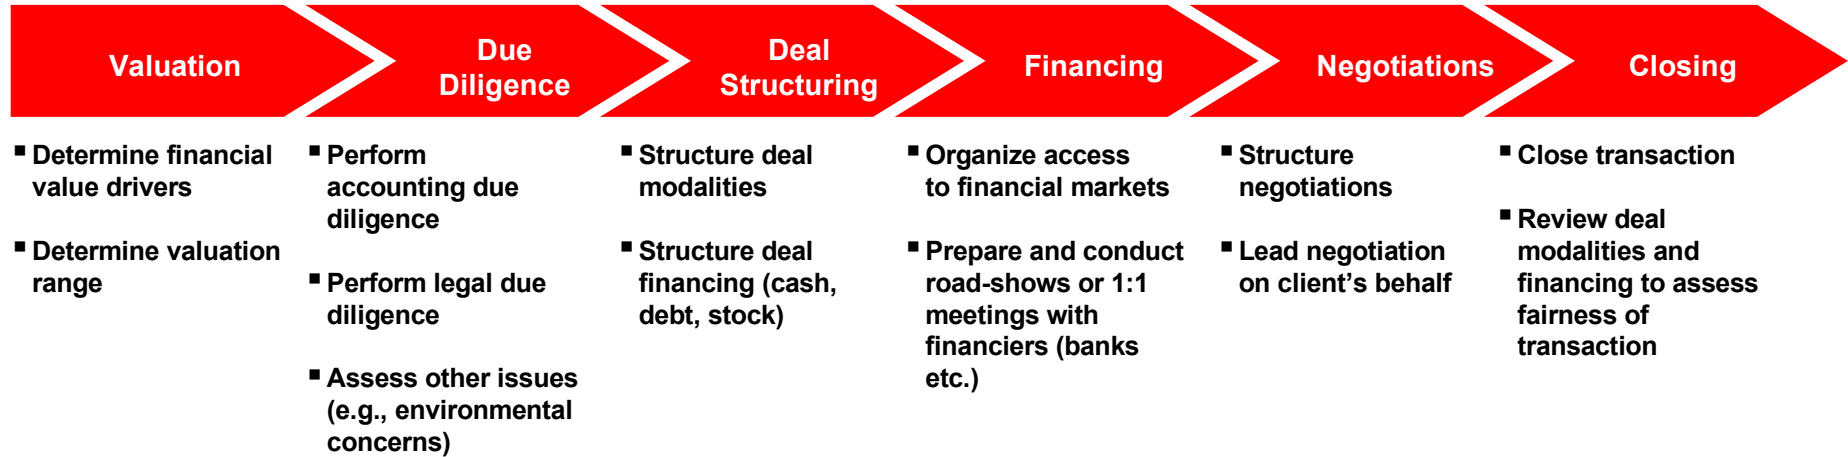 Valuation
Due
Diligence
Deal
Structuring
Financing
Negotiations
Closing
▪ Determine financial
value drivers
▪ Determine valuation
range
▪ Perform
accounting due
diligence
▪ Perform legal due
diligence
▪ Assess other issues
(e.g., environmental
concerns)
▪ Structure deal
modalities
▪ Structure deal
financing (cash,
debt, stock)
▪ Organize access
to financial markets
▪ Prepare and conduct
road-shows or 1:1
meetings with
financiers (banks
etc.)
▪ Structure
negotiations
▪ Lead negotiation
on client’s behalf
▪ Close transaction
▪ Review deal
modalities and
financing to assess
fairness of
transaction